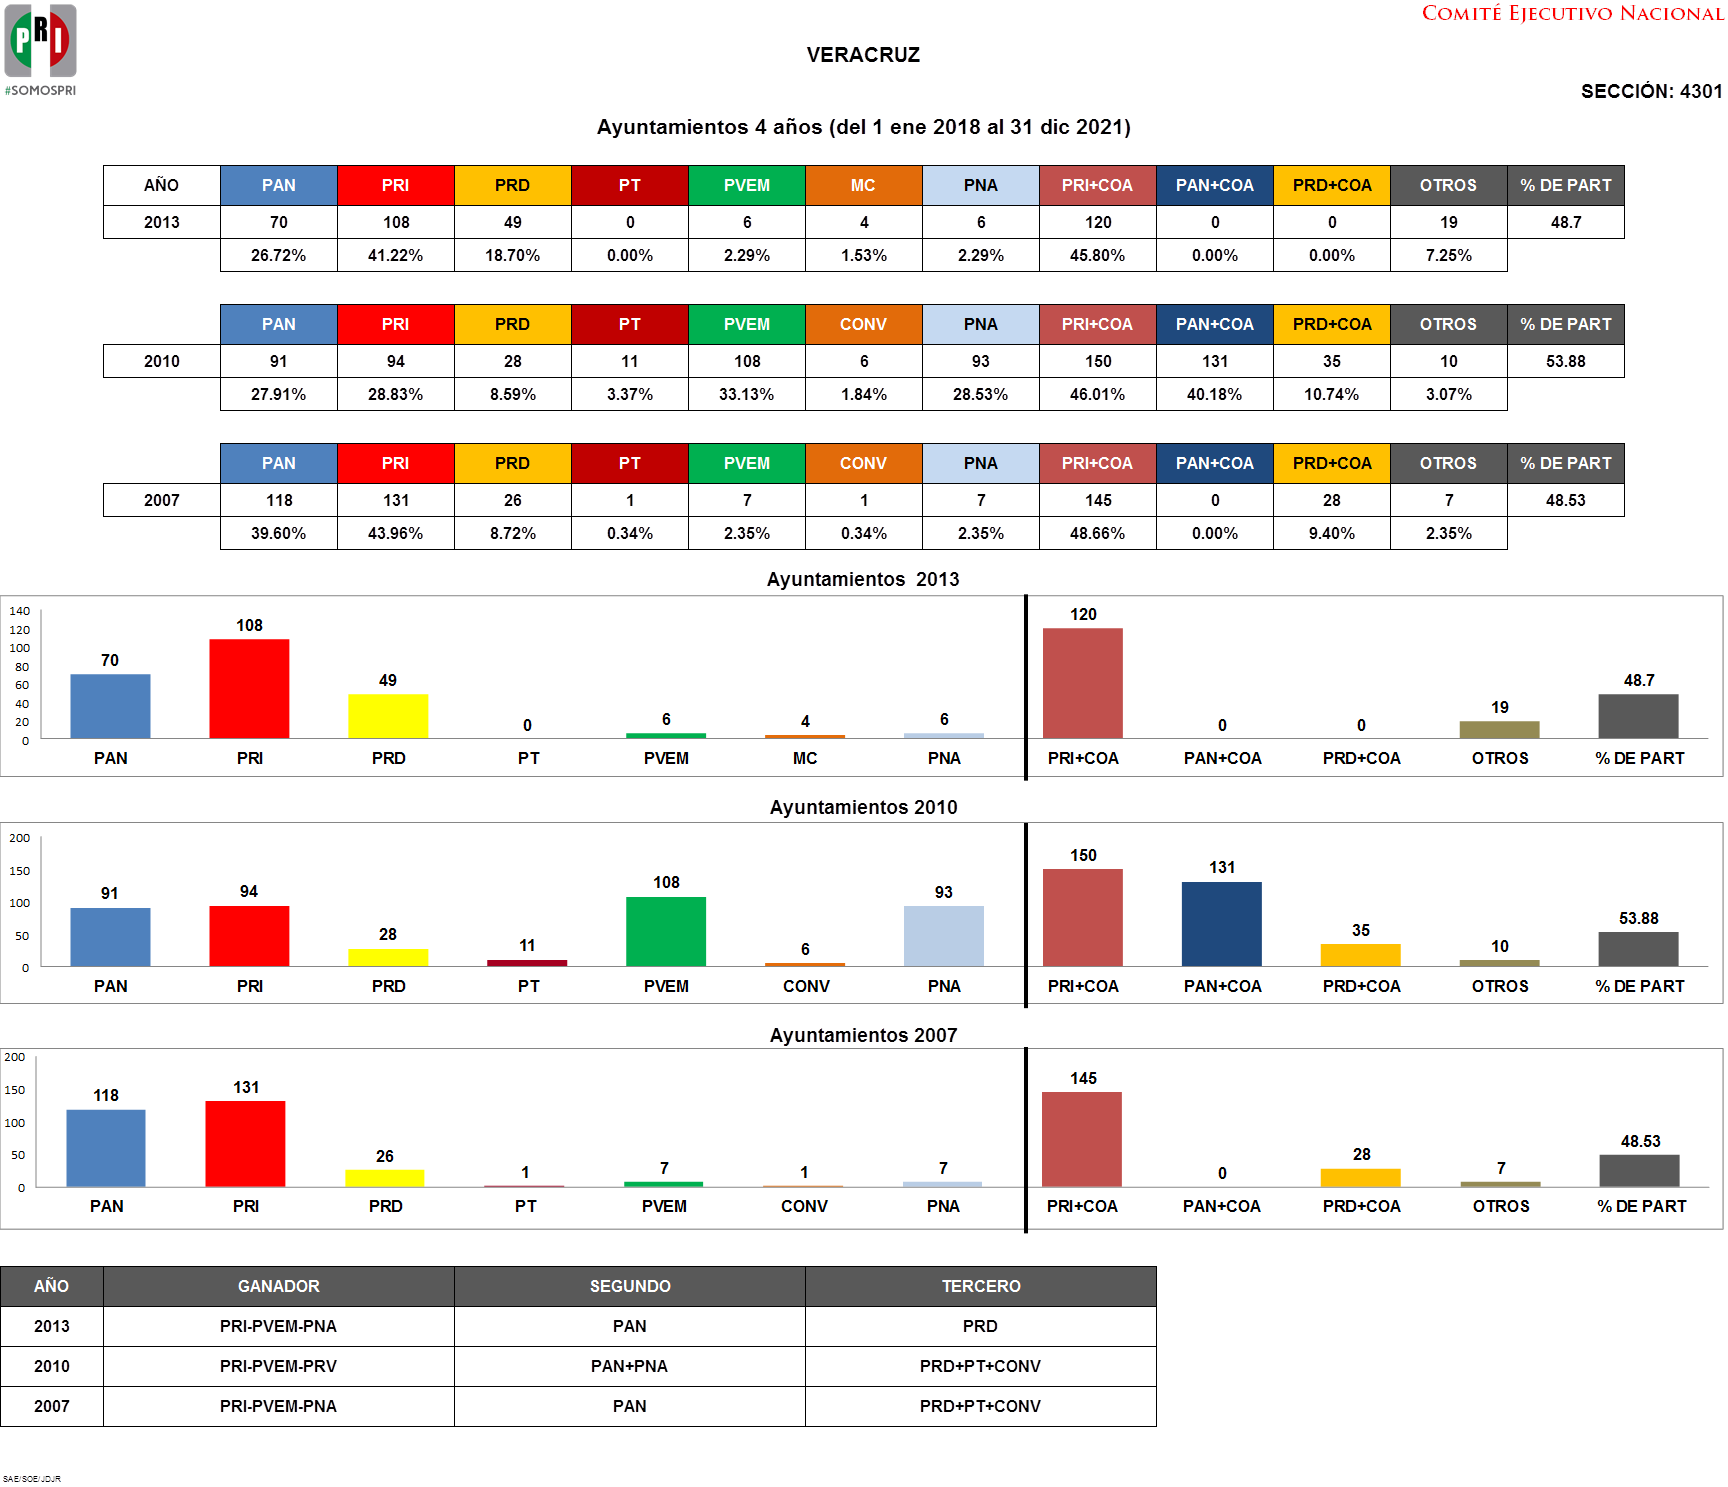 COMITÉ EJECUTIVO NACIONAL
PRI
#SOMOSPRI
VERACRUZ
SECCIÓN: 4301
Ayuntamientos 4 años (del 1 ene 2018 al 31 dic 2021)
AÑO PAN PRI PRD PT PVEM MC PNA PRI+COA PAN+COA PRD+COA OTROS % DE PART
2013 70 108 49 0 6 4 6 120 0 0 19 48.7
26.72% 41.22% 18.70% 0.00% 2.29% 1.53% 2.29% 45.80% 0.00% 0.00% 7.25%
PAN PRI PRD PT PVEM CONV PNA PRI+COA PAN+COA PRD+COA OTROS % DE PART
2010 91 94 28 11 108 6 93 150 131 35 10 53.88
27.91% 28.83% 8.59% 3.37% 33.13% 1.84% 28.53% 46.01% 40.18% 10.74% 3.07%
PAN PRI PRD PT PVEM CONV PNA PRI+COA PAN+COA PRD+COA OTROS % DE PART
2007 118 131 26 1 7 1 7 145 0 28 7 48.53
39.60% 43.96% 8.72% 0.34% 2.35% 0.34% 2.35% 48.66% 0.00% 9.40% 2.35%
Ayuntamientos 2013
140
120
100
80
60
40
20
0
70 108 49 0 6 4 6 120 0 0 19 48.7
PAN PRI PRD PT PVEM MC PNA PRI+COA PAN+COA PRD+COA OTROS % DE PART
Ayuntamientos 2010
200
150
100
50
0
91 94 28 11 108 6 93 150 131 35 10 53.88
PAN PRI PRD PT PVEM CONV PNA PRI+COA PAN+COA PRD+COA OTROS % DE PART
Ayuntamientos 2007
200
150
100
50
0
118 131 26 1 7 1 7 145 0 28 7 48.53
PAN PRI PRD PT PVEM CONV PNA PRI+COA PAN+COA PRD+COA OTROS % DE PART
AÑO GANADOR SEGUNDO TERCERO
2013 PRI-PVEM-PNA PAN PRD
2010 PRI-PVEM-PRV PAN+PNA PRD+PT+CONV
2007 PRI-PVEM-PNA PAN PRD+PT+CONV
SAE/SOE/JDJR